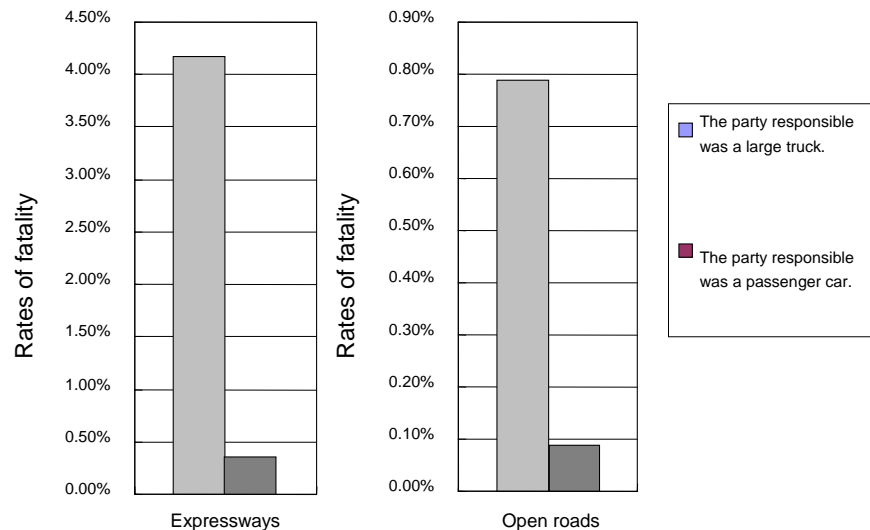 Rates of fatality
4.50%
4.00%
3.50%
3.00%
2.50%
2.00%
1.50%
1.00%
0.50%
0.00%
Expressways
Rates of fatality
0.90%
0.80%
0.70%
0.60%
0.50%
0.40%
0.30%
0.20%
0.10%
0.00%
Open roads
The party responsible
was a large truck.
The party responsible
was a passenger car.